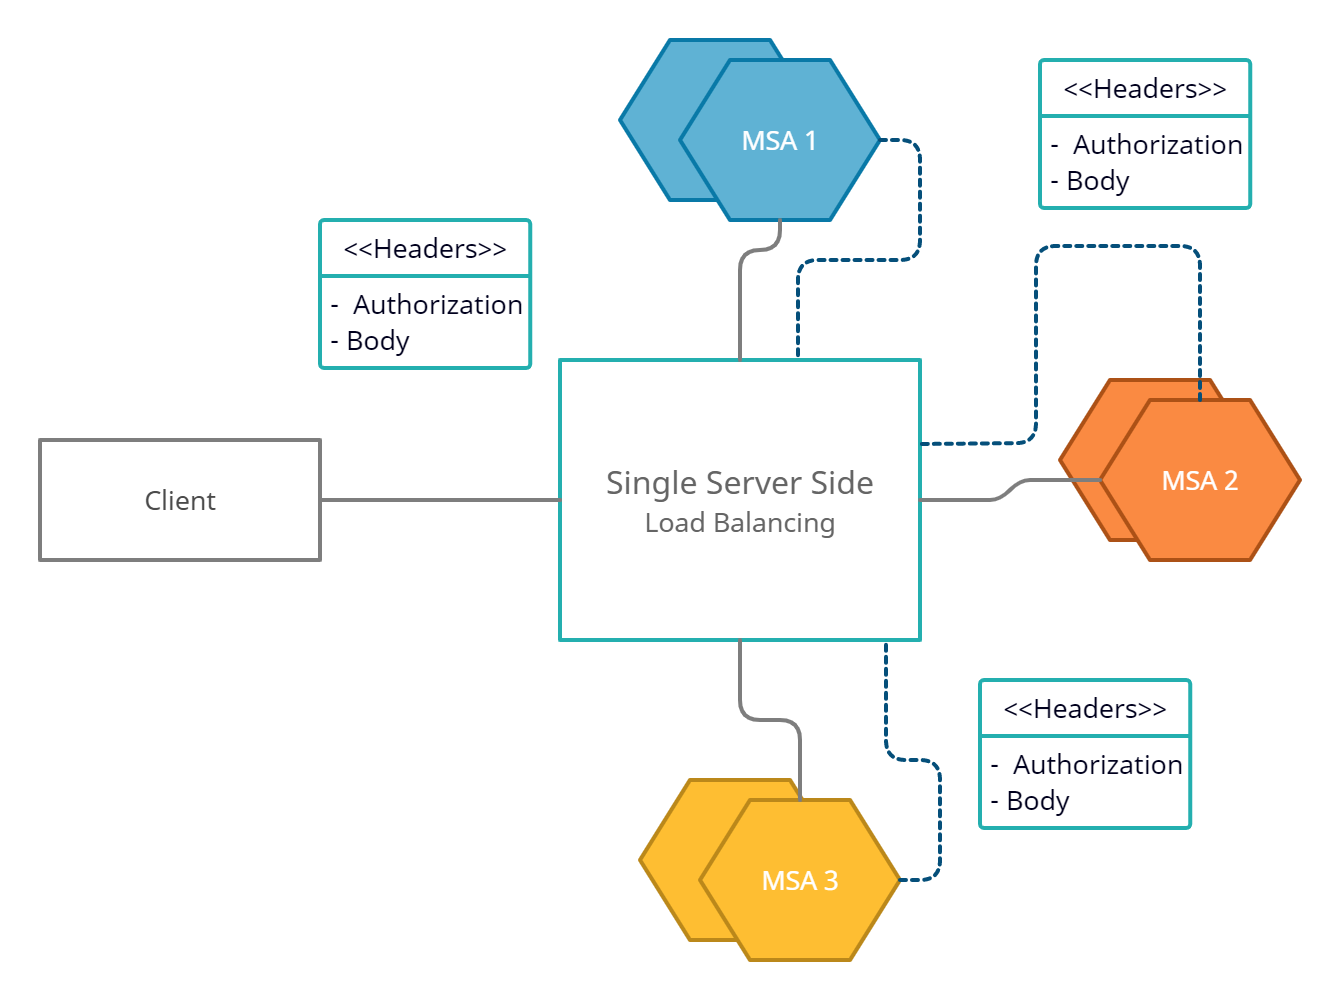 MSA 1
<<Headers>>
-  Authorization
- Body
<<Headers>>
-  Authorization
- Body
Client
Single Server Side
Load Balancing
MSA 2
<<Headers>>
-  Authorization
- Body
MSA 3